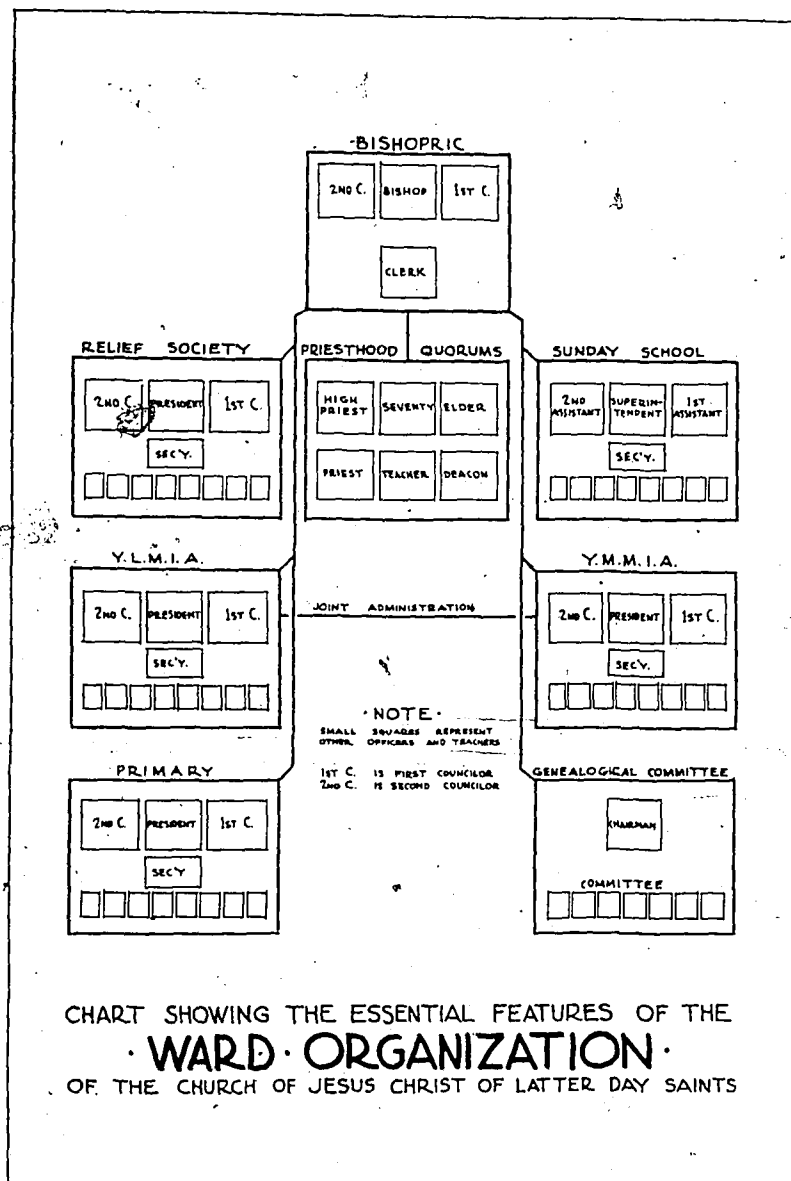 ·BISHOPRIC
2ND C.
BISHOP
1ST C.
CLERK
RELIEF SOCIETY
2ND C.
PRESIDENT
1ST C.
SEC'Y.
PRIESTHOOD QUORUMS
HIGH
PRIEST
SEVENTY
ELDER
PRIEST
TEACHER
DEACON
SUNDAY SCHOOL
2ND
ASSISTANT
SUPERIN-
TENDENT
1ST
ASSISTANT
SEC'Y.
Y.L.M.I.A.
2ND C.
PRESIDENT
1ST C.
SEC'Y.
JOINT ADMINISTRATION
Y.M.M.I.A.
2ND C.
PRESIDENT
1ST C.
SEC'Y.
·NOTE·
SMALL SQUARES REPRESENT
OTHER OFFICERS AND TEACHERS
1ST C. IS FIRST COUNCILOR
2ND C. IS SECOND COUNCILOR
PRIMARY
2ND C.
PRESIDENT
1ST C.
SEC'Y
GENEALOGICAL COMMITTEE
CHAIRMAN
COMMITTEE
CHART SHOWING THE ESSENTIAL FEATURES OF THE
·WARD·ORGANIZATION·
OF THE CHURCH OF JESUS CHRIST OF LATTER DAY SAINTS